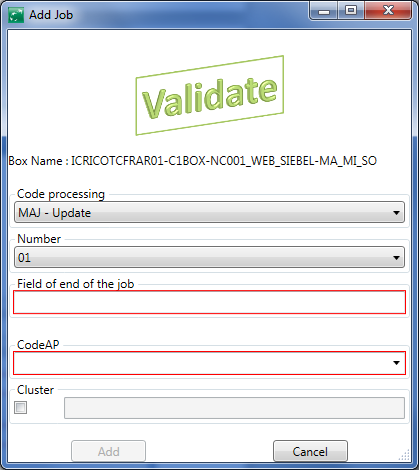 Add Job
Validate
Box Name : ICRICOTCFRAR01-C1BOX-NC001_WEB_SIEBEL-MA_MI_SO
Code processing
MAJ - Update
Number
01
Field of end of the job
CodeAP
Cluster
Add
Cancel